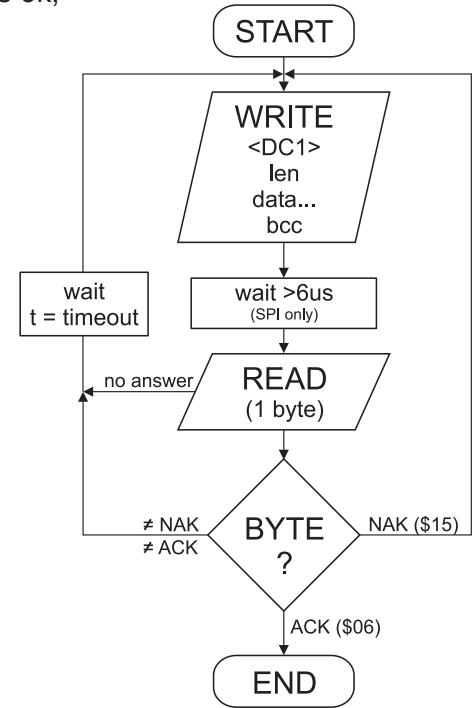 START
WRITE
<DC1>
len
data...
bcc
wait
t = timeout
wait >6us
(SPI only)
no answer
READ
(1 byte)
≠ NAK
≠ ACK
BYTE
?
NAK ($15)
ACK ($06)
END